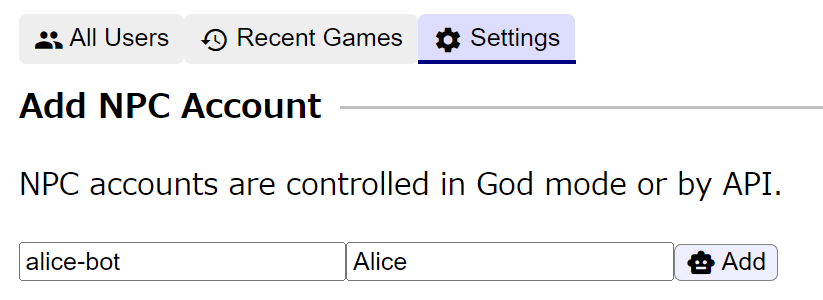 All Users Recent Games Settings
Add NPC Account
NPC accounts are controlled in God mode or by API.
alice-bot Alice Add